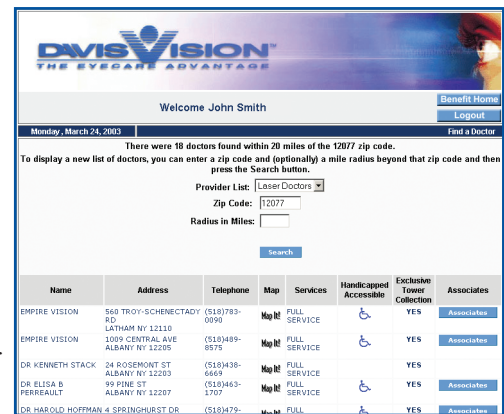 DAVIS VISION™
THE EYECARE ADVANTAGE
Welcome John Smith
Benefit Home
Logout
Monday , March 24, 2003
Find a Doctor
There were 18 doctors found within 20 miles of the 12077 zip code.
To display a new list of doctors, you can enter a zip code and (optionally) a mile radius beyond that zip code and then
press the Search button.
Provider List: Laser Doctors
Zip Code: 12077
Radius in Miles:
Search
Name Address Telephone Map Services Handicapped Accessible Exclusive Tower Collection Associates
EMPIRE VISION 560 TROY-SCHENECTADY (518)783- Map It! FULL YES Associates
RD 0090 SERVICE
LATHAM NY 12110
EMPIRE VISION 1009 CENTRAL AVE (518)489- Map It! FULL YES Associates
ALBANY NY 12205 8575 SERVICE
DR KENNETH STACK 24 ROSEMONT ST (518)438- Map It! FULL YES
ALBANY NY 12203 6669 SERVICE
DR ELISA B 99 PINE ST (518)463- Map It! FULL YES Associates
PERREAULT ALBANY NY 12207 1707 SERVICE
DR HAROLD HOFFMAN 4 SPRINGHURST DR (518)479- Map It! FULL YES Associates